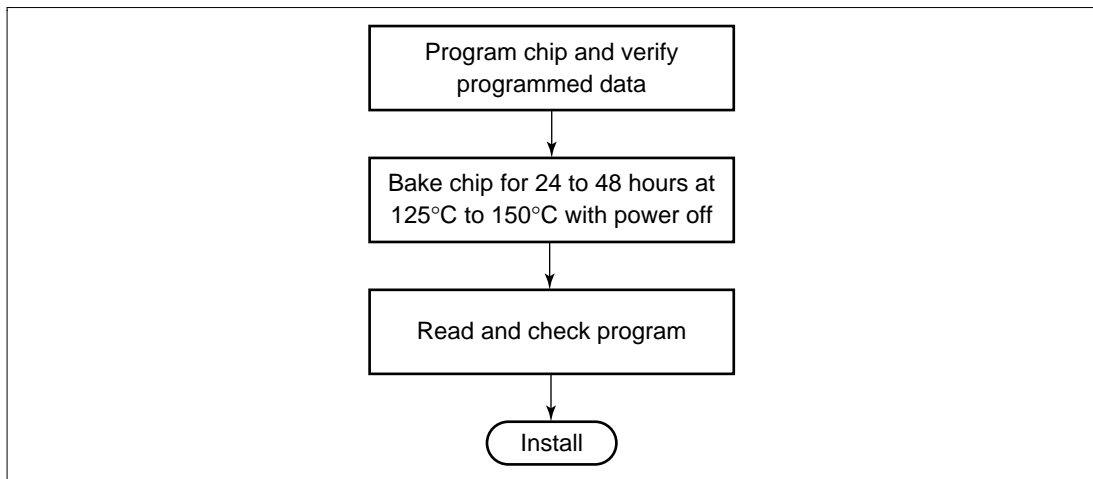 Program chip and verify
programmed data
Bake chip for 24 to 48 hours at
125°C to 150°C with power off
Read and check program
Install